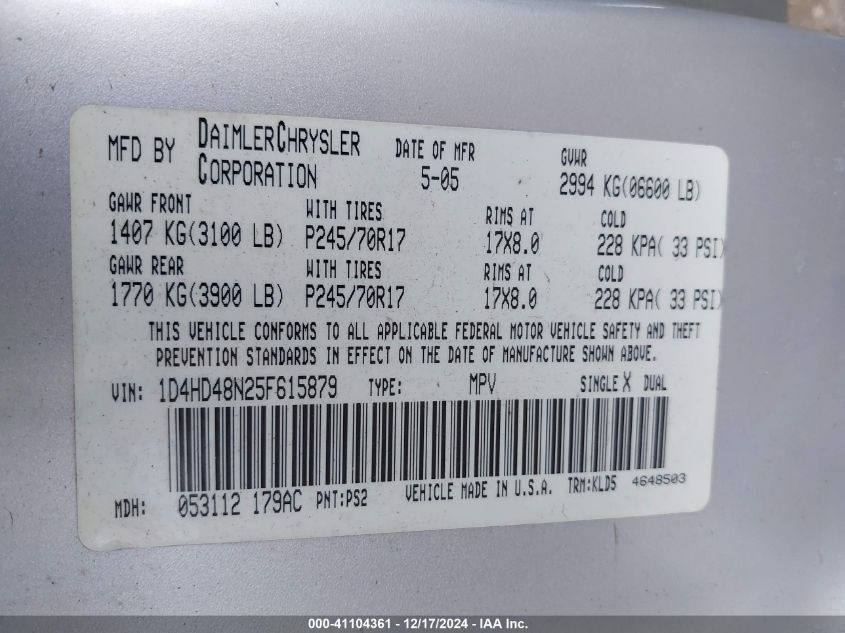 MFD BY DAIMLERCHRYSLER CORPORATION DATE OF MFR 5-05 GVWR 2994 KG(06600 LB)
GAWR FRONT WITH TIRES RIMS AT COLD
1407 KG(3100 LB) P245/70R17 17X8.0 228 KPA( 33 PSI)
GAWR REAR WITH TIRES RIMS AT COLD
1770 KG(3900 LB) P245/70R17 17X8.0 228 KPA( 33 PSI)
THIS VEHICLE CONFORMS TO ALL APPLICABLE FEDERAL MOTOR VEHICLE SAFETY AND THEFT
PREVENTION STANDARDS IN EFFECT ON THE DATE OF MANUFACTURE SHOWN ABOVE.
VIN: 1D4HD48N25F615879 TYPE: MPV SINGLE X DUAL
MDH: 053112 179AC PNT:PS2 VEHICLE MADE IN U.S.A. TRM:KLD5 4648503
000-41104361 - 12/17/2024 - IAA Inc.